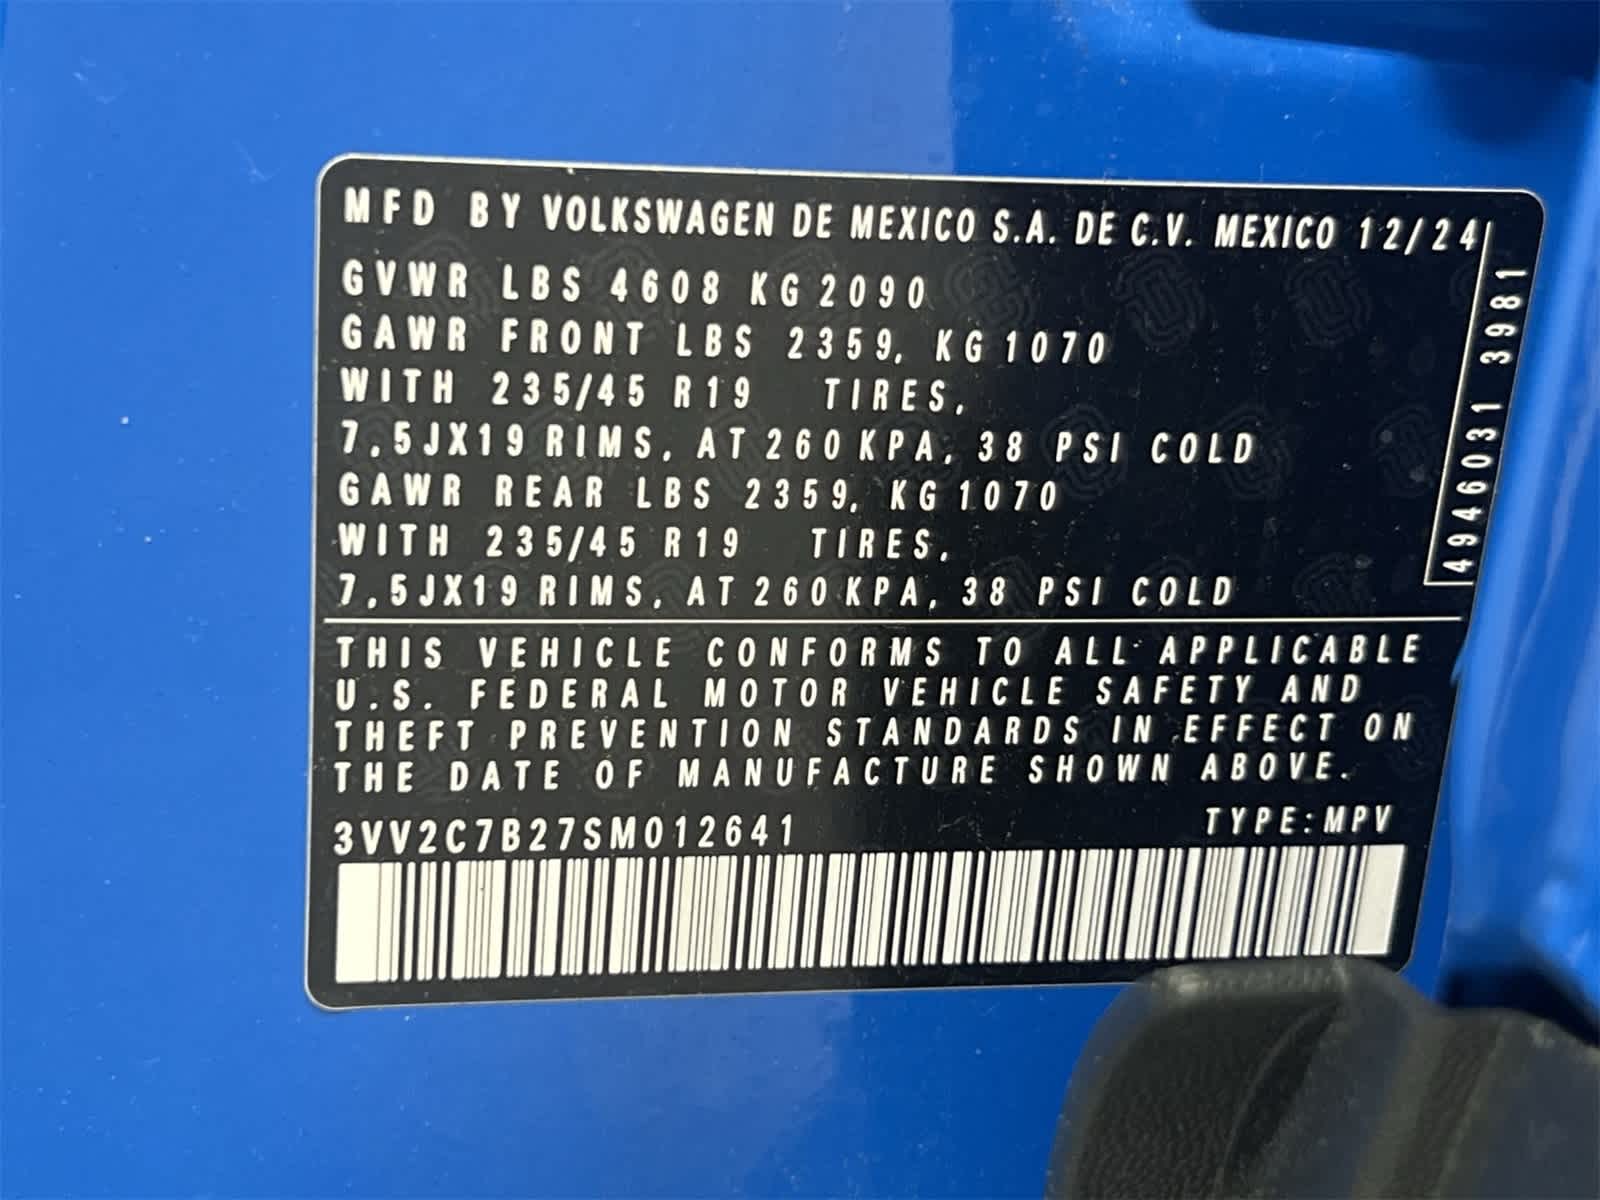 MFD BY VOLKSWAGEN DE MEXICO S.A. DE C.V. MEXICO 12/24
GVWR LBS 4608 KG 2090
GAWR FRONT LBS 2359, KG 1070
WITH 235/45 R19 TIRES,
7,5JX19 RIMS, AT 260 KPA, 38 PSI COLD
GAWR REAR LBS 2359, KG 1070
WITH 235/45 R19 TIRES,
7,5JX19 RIMS, AT 260 KPA, 38 PSI COLD
4946031 3981
THIS VEHICLE CONFORMS TO ALL APPLICABLE
U.S. FEDERAL MOTOR VEHICLE SAFETY AND
THEFT PREVENTION STANDARDS IN EFFECT ON
THE DATE OF MANUFACTURE SHOWN ABOVE.
3VV2C7B27SM012641 TYPE:MPV